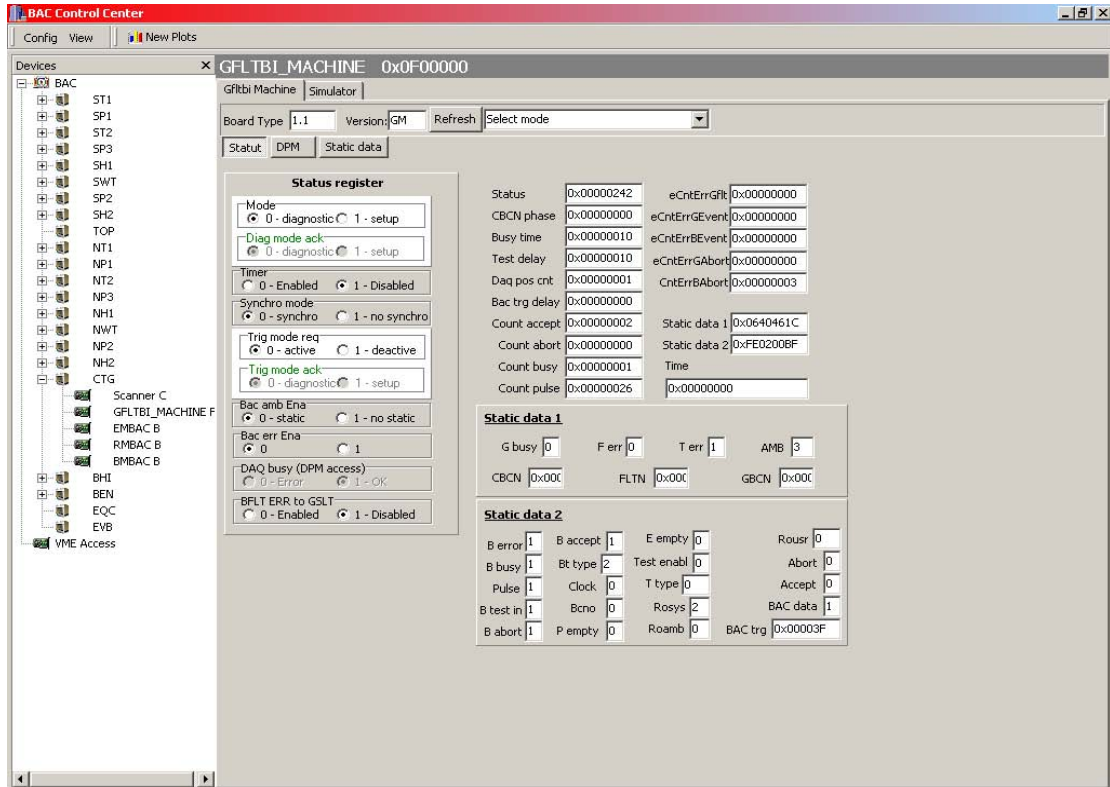 BAC Control Center
Config View New Plots
Devices
BAC
ST1
SP1
ST2
SP3
SH1
SWT
SP2
SH2
TOP
NT1
NP1
NT2
NP3
NH1
NWT
NP2
NH2
CTG
Scanner C
GFLTBI_MACHINE F
EMBAC B
RMBAC B
BMBAC B
BHI
BEN
EQC
EVB
VME Access
GFLTBI_MACHINE 0x0F00000
Gfltbi Machine Simulator
Board Type 1.1 Version: GM Refresh Select mode
Statut DPM Static data
Status register
Mode
0 - diagnostic 1 - setup
Diag mode ack
0 - diagnostic 1 - setup
Timer
0 - Enabled 1 - Disabled
Synchro mode
0 - synchro 1 - no synchro
Trig mode req
0 - active 1 - deactive
Trig mode ack
0 - diagnostic 1 - setup
Bac amb Ena
0 - static 1 - no static
Bac err Ena
0 1
DAQ busy (DPM access)
0 - Error 1 - OK
BFLT ERR to GSLT
0 - Enabled 1 - Disabled
Status 0x00000242 eCntErrGflt 0x00000000
CBCN phase 0x00000000 eCntErrGEvent 0x00000000
Busy time 0x00000010 eCntErrBEvent 0x00000000
Test delay 0x00000010 eCntErrGAbort 0x00000000
Daq pos cnt 0x00000001 CntErrBAbort 0x00000003
Bac trg delay 0x00000000
Count accept 0x00000002 Static data 1 0x0640461C
Count abort 0x00000000 Static data 2 0xFE0200BF
Count busy 0x00000001 Time
Count pulse 0x00000026 0x00000000
Static data 1
G busy 0 F err 0 T err 1 AMB 3
CBCN 0x00C FLTN 0x00C GBCN 0x00C
Static data 2
B error 1 B accept 1 E empty 0 Rousr 0
B busy 1 Bt type 2 Test enabl 0 Abort 0
Pulse 1 Clock 0 T type 0 Accept 0
B test in 1 Bcno 0 Rosys 2 BAC data 1
B abort 1 P empty 0 Roamb 0 BAC trg 0x00003F